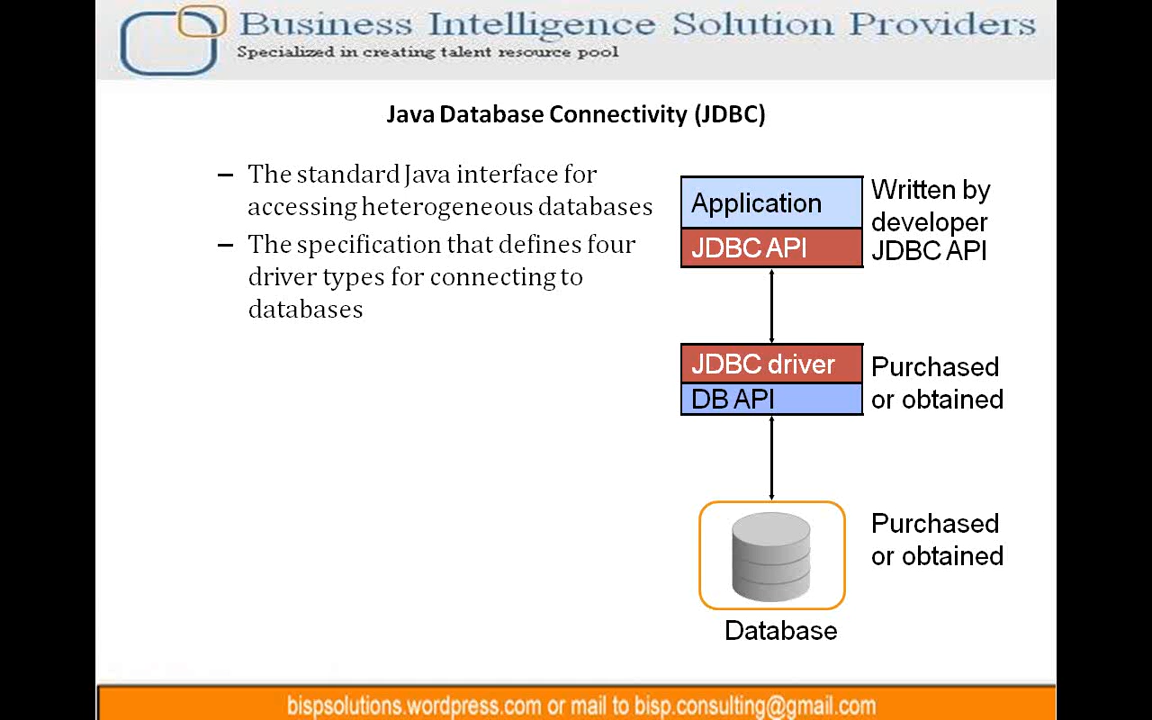 Business Intelligence Solution Providers
Specialized in creating talent resource pool
Java Database Connectivity (JDBC)
– The standard Java interface for
accessing heterogeneous databases
– The specification that defines four
driver types for connecting to
databases
Application
JDBC API
Written by
developer
JDBC API
JDBC driver
DB API
Purchased
or obtained
Purchased
or obtained
Database
bispsolutions.wordpress.com or mail to bisp.consulting@gmail.com